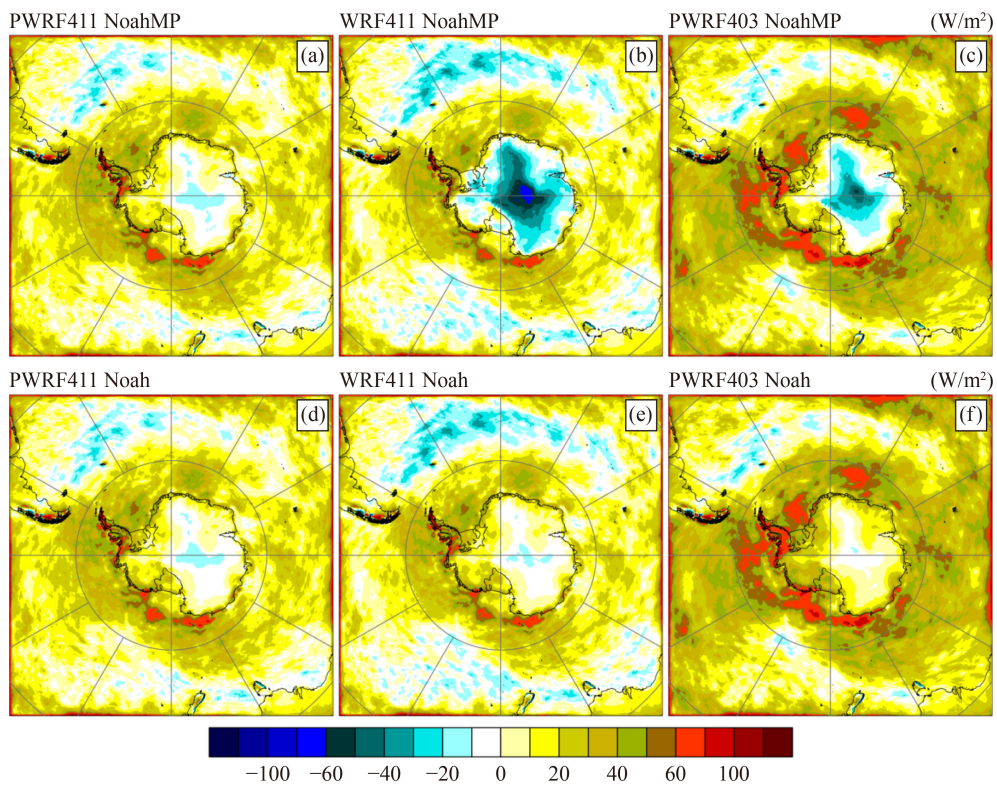 PWRF411 NoahMP WRF411 NoahMP PWRF403 NoahMP (W/m²)
(a) (b) (c)
PWRF411 Noah WRF411 Noah PWRF403 Noah (W/m²)
(d) (e) (f)
−100 −60 −40 −20 0 20 40 60 100